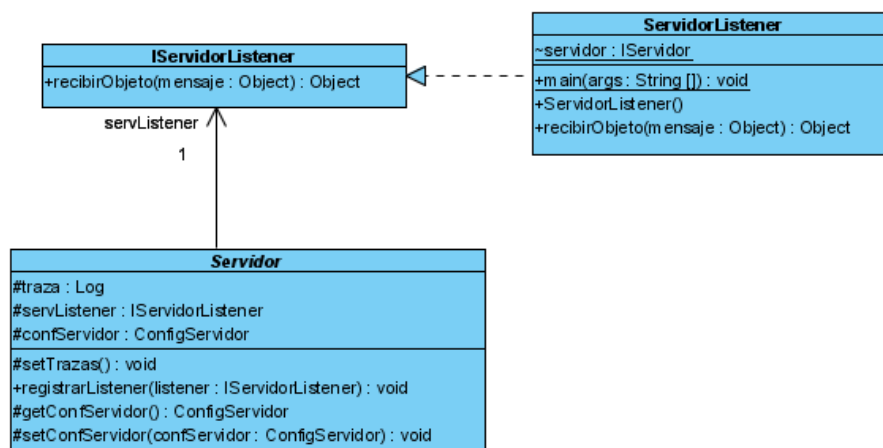 IServidorListener
+recibirObjeto(mensaje : Object) : Object
ServidorListener
~servidor : IServidor
+main(args : String []) : void
+ServidorListener()
+recibirObjeto(mensaje : Object) : Object
servListener
1
Servidor
#traza : Log
#servListener : IServidorListener
#confServidor : ConfigServidor
#setTrazas() : void
+registrarListener(listener : IServidorListener) : void
#getConfServidor() : ConfigServidor
#setConfServidor(confServidor : ConfigServidor) : void